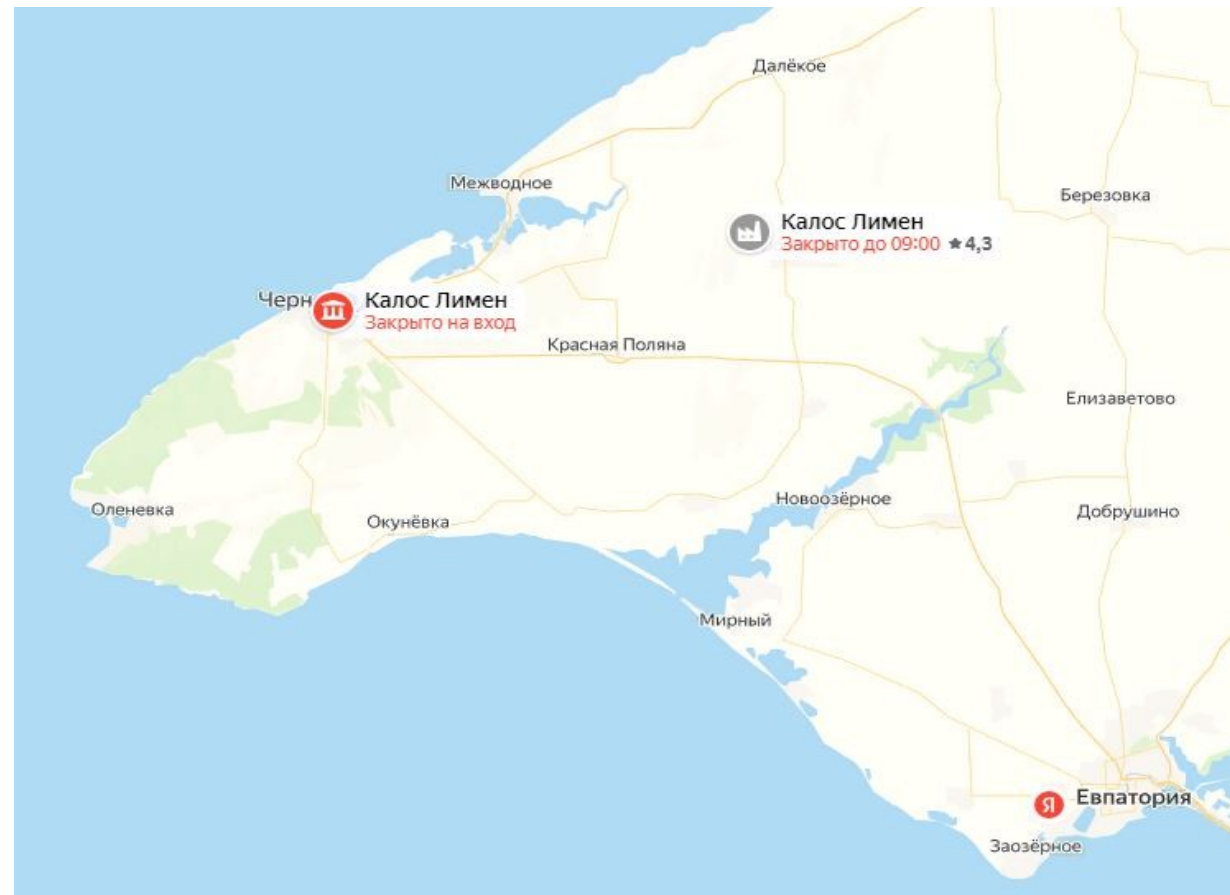 Далёкое
Межводное
Березовка
Калос Лимен
Закрыто до 09:00 ★4,3
Черн
Калос Лимен
Закрыто на вход
Красная Поляна
Елизаветово
Новоозёрное
Оленевка
Окунёвка
Добрушино
Мирный
Я
Евпатория
Заозёрное